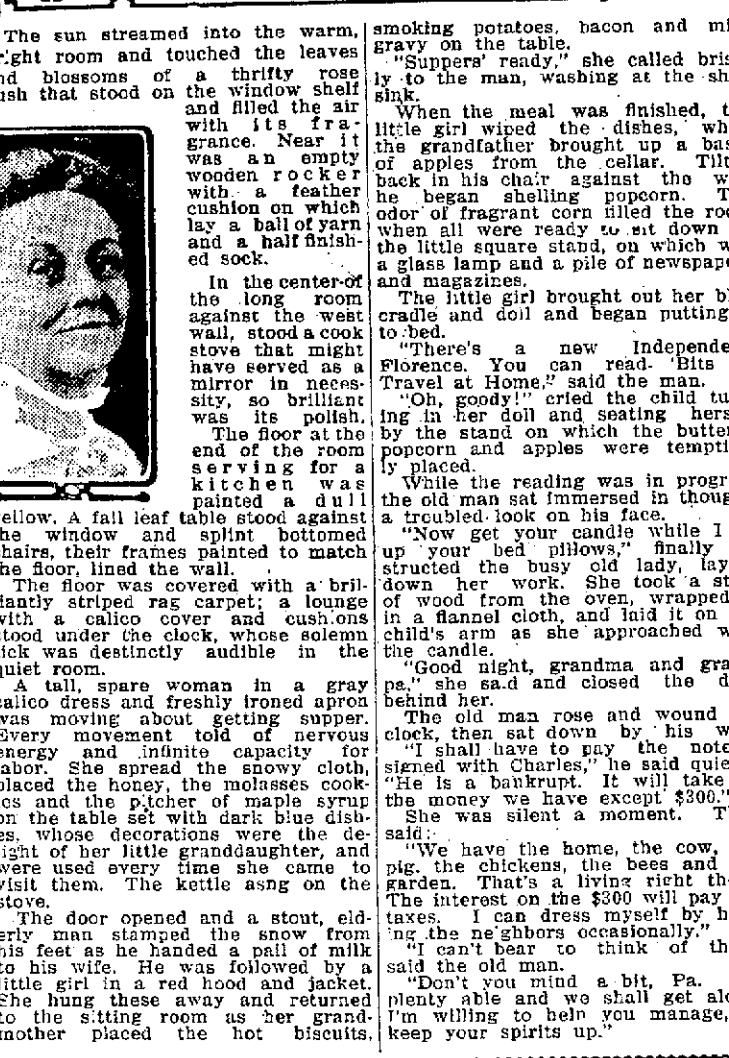 The sun streamed into the warm,
right room and touched the leaves
nd blossoms of a thrifty rose
ush that stood on the window shelf
and filled the air
with its fra-
grance. Near it
was an empty
wooden rocker
with a feather
cushion on which
lay a ball of yarn
and a half finish-
ed sock.
In the center of
the long room
against the west
wall, stood a cook
stove that might
have served as a
mirror in neces-
sity, so brilliant
was its polish.
The floor at the
end of the room
serving for a
kitchen was
painted a dull
yellow. A fall leaf table stood against
the window and splint bottomed
chairs, their frames painted to match
the floor, lined the wall.
The floor was covered with a bril-
liantly striped rag carpet; a lounge
with a calico cover and cushions
stood under the clock, whose solemn
tick was destinctly audible in the
quiet room.
A tall, spare woman in a gray
calico dress and freshly ironed apron
was moving about getting supper.
Every movement told of nervous
energy and infinite capacity for
labor. She spread the snowy cloth,
placed the honey, the molasses cook-
ies and the pitcher of maple syrup
on the table set with dark blue dish-
es, whose decorations were the de-
light of her little granddaughter, and
were used every time she came to
visit them. The kettle asng on the
stove.
The door opened and a stout, eld-
erly man stamped the snow from
his feet as he handed a pail of milk
to his wife. He was followed by a
little girl in a red hood and jacket.
She hung these away and returned
to the sitting room as her grand-
mother placed the hot biscuits,
smoking potatoes, bacon and mi
gravy on the table.
"Suppers' ready," she called bris
ly to the man, washing at the sh
sink.
When the meal was finished, t
little girl wiped the dishes, wh
the grandfather brought up a bas
of apples from the cellar. Tilt
back in his chair against the w
he began shelling popcorn. T
odor of fragrant corn filled the roo
when all were ready to sit down
the little square stand, on which w
a glass lamp and a pile of newspape
and magazines.
The little girl brought out her b
cradle and doll and began putting
to bed.
"There's a new Independe
Florence. You can read 'Bits
Travel at Home," said the man.
"Oh, goody!" cried the child tu
ing in her doll and seating hers
by the stand on which the butter
popcorn and apples were tempti
ly placed.
While the reading was in progr
the old man sat immersed in thoug
a troubled look on his face.
"Now get your candle while I
up your bed pillows," finally
structed the busy old lady, lay
down her work. She took a st
of wood from the oven, wrapped
in a flannel cloth, and laid it on
child's arm as she approached w
the candle.
"Good night, grandma and gra
pa," she said and closed the d
behind her.
The old man rose and wound
clock, then sat down by his w
"I shall have to pay the note
signed with Charles," he said quie
"He is a bankrupt. It will take
the money we have except $300."
She was silent a moment. T
said:
"We have the home, the cow,
pig. the chickens, the bees and
garden. That's a living right th
The interest on the $300 will pay
taxes. I can dress myself by h
ing the neighbors occasionally."
"I can't bear to think of th
said the old man.
"Don't you mind a bit, Pa.
plenty able and we shall get alo
I'm willing to help you manage,
keep your spirits up."